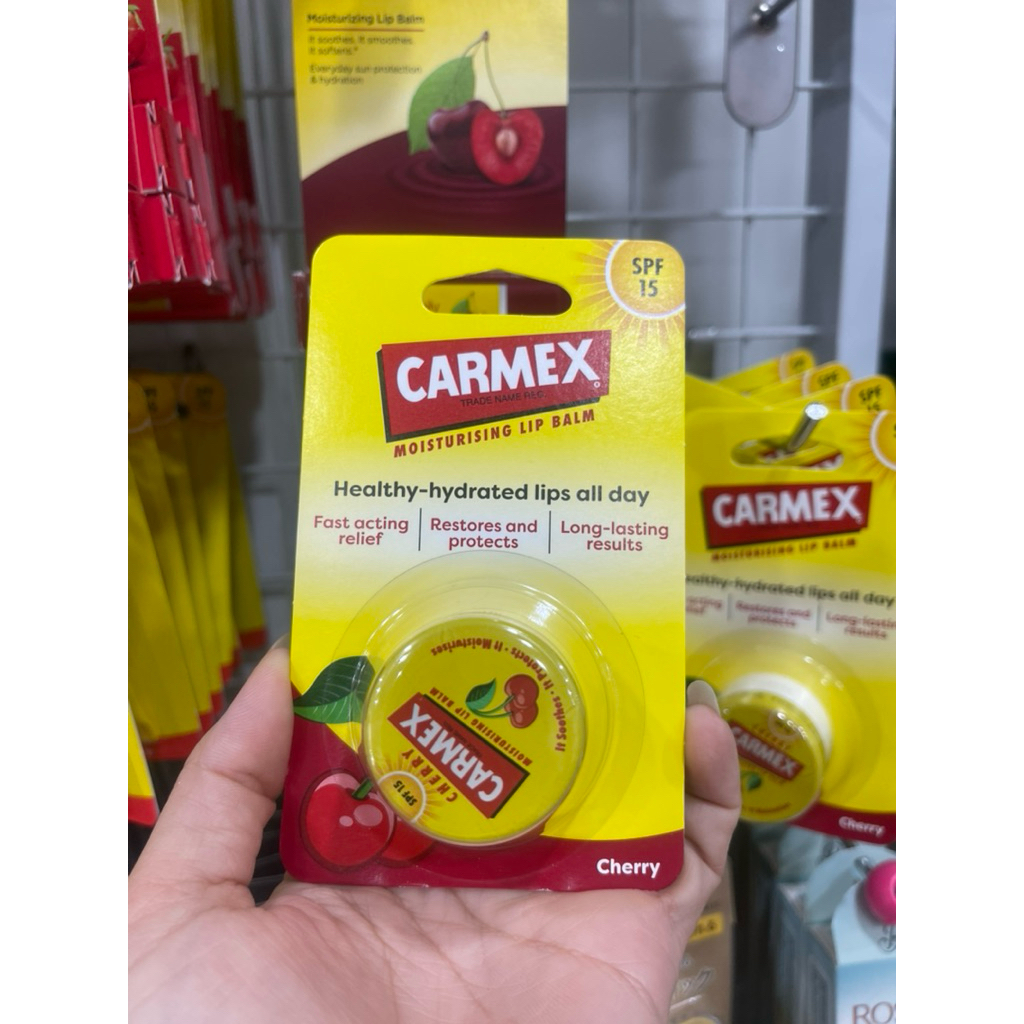 Moisturizing Lip Balm
It soothes. It smoothes.
It softens.*
Everyday sun protection
& hydration
SPF
15
CARMEX
TRADE NAME REG.
MOISTURISING LIP BALM
Healthy-hydrated lips all day
Fast acting
relief
Restores and
protects
Long-lasting
results
It Soothes · It Protects · It Moisturises
MOISTURISING LIP BALM
CARMEX
CHERRY
SPF 15
Cherry
SPF
CARMEX
MOISTURISING LIP BALM
hydrated lips all day
Restores and
protects
results
CARMEX
Cherry